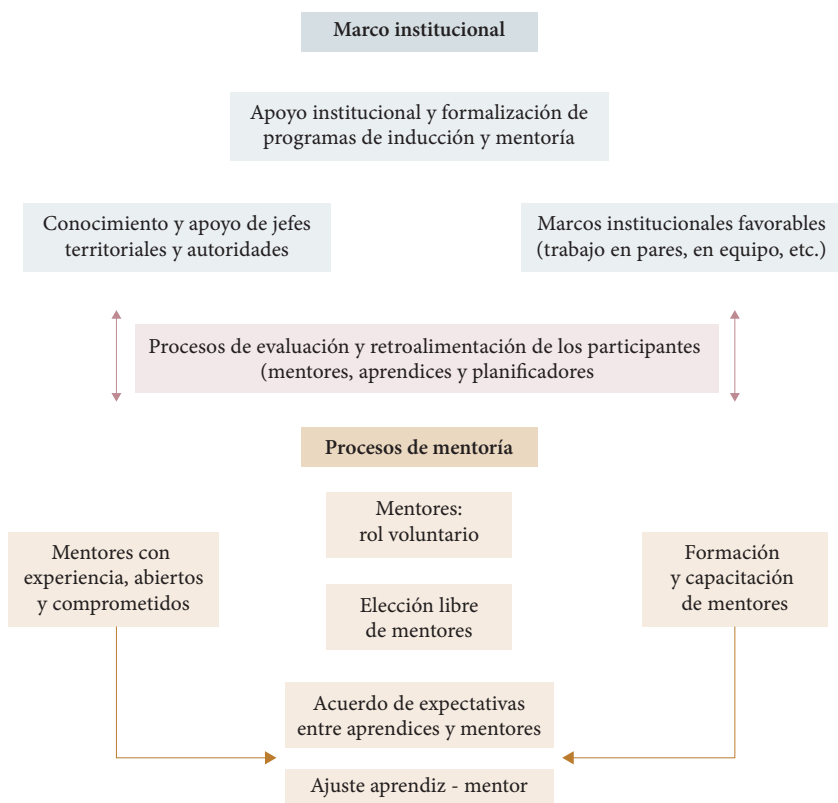 Marco institucional
Apoyo institucional y formalización de
programas de inducción y mentoría
Conocimiento y apoyo de jefes
territoriales y autoridades
Marcos institucionales favorables
(trabajo en pares, en equipo, etc.)
Procesos de evaluación y retroalimentación de los participantes
(mentores, aprendices y planificadores
Procesos de mentoría
Mentores:
rol voluntario
Mentores con
experiencia, abiertos
y comprometidos
Formación
y capacitación
de mentores
Elección libre
de mentores
Acuerdo de expectativas
entre aprendices y mentores
Ajuste aprendiz - mentor